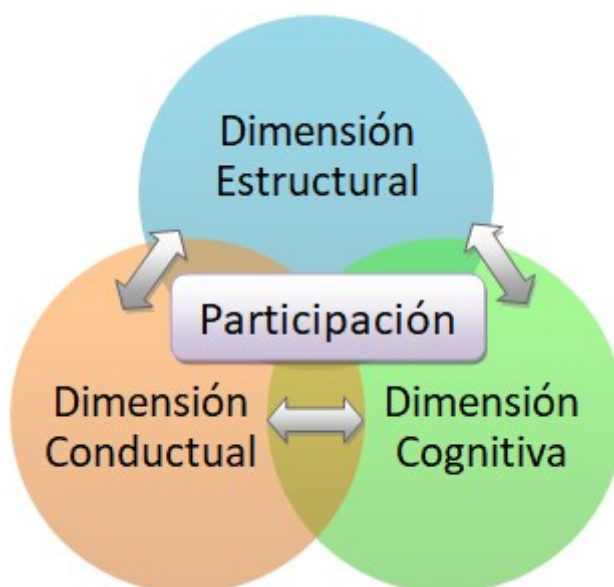 Dimensión
Estructural
Participación
Dimensión
Conductual
Dimensión
Cognitiva